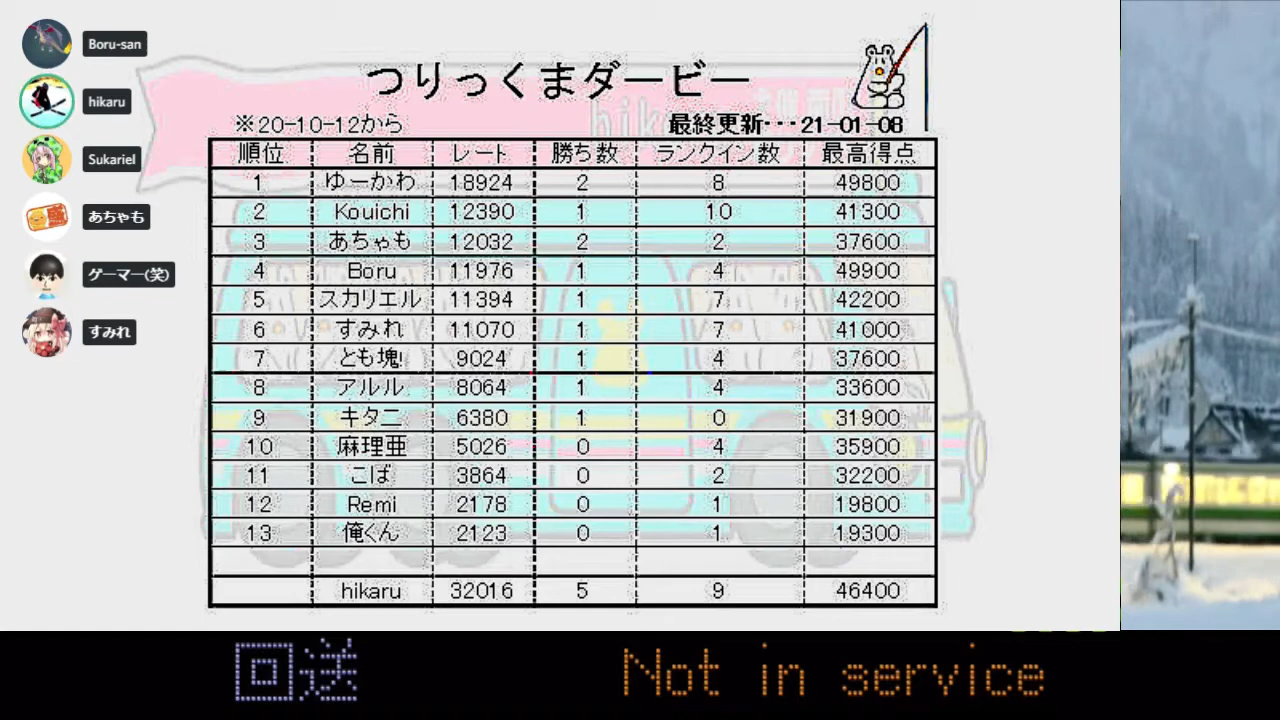 Boru-san
hikaru
Sukariel
あちゃも
ゲーマー(笑)
すみれ
つりっくまダービー
※20-10-12から 最終更新…21-01-08
順位 名前 レート 勝ち数 ランクイン数 最高得点
1 ゆーかわ 18924 2 8 49800
2 Kouichi 12390 1 10 41300
3 あちゃも 12032 2 2 37600
4 Boru 11976 1 4 49900
5 スカリエル 11394 1 7 42200
6 すみれ 11070 1 7 41000
7 とも塊! 9024 1 4 37600
8 アルル 8064 1 4 33600
9 キタニ 6380 1 0 31900
10 麻理亜 5026 0 4 35900
11 こば 3864 0 2 32200
12 Remi 2178 0 1 19800
13 俺くん 2123 0 1 19300
hikaru 32016 5 9 46400
回送 Not in service